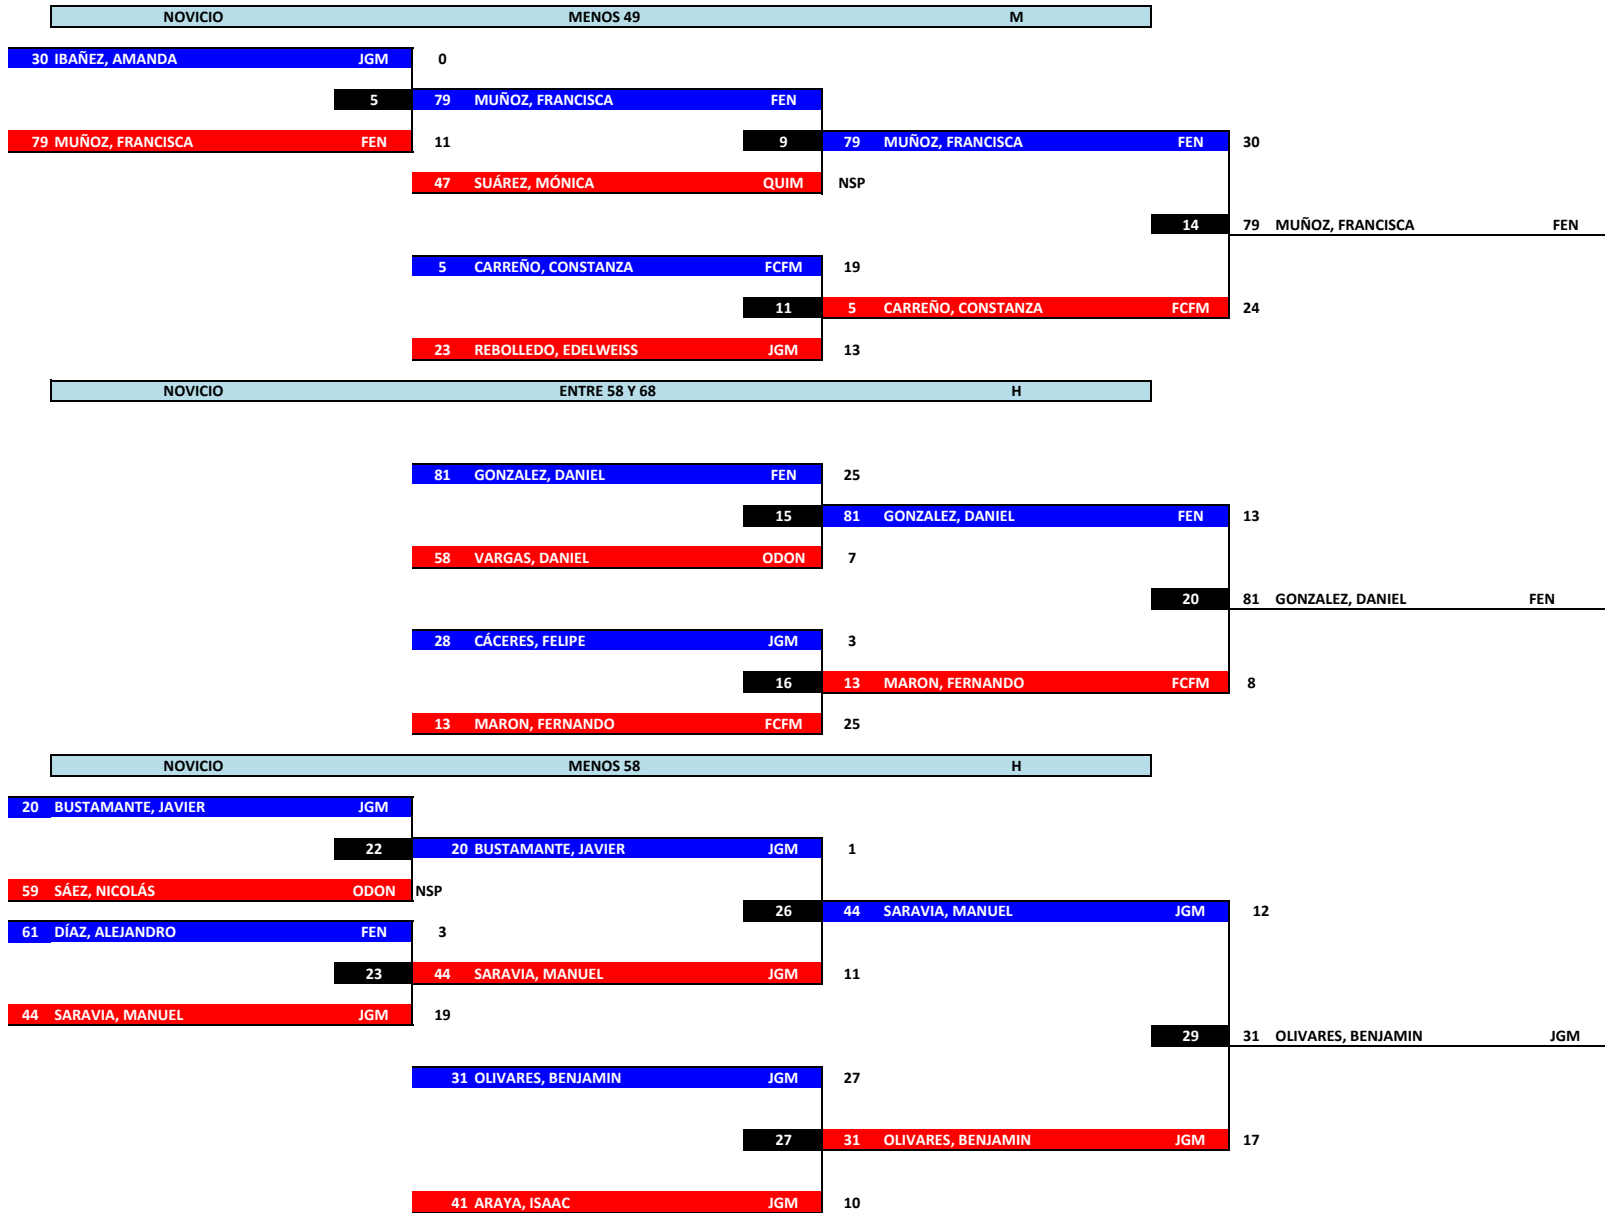 NOVICIO MENOS 49 M
30 IBAÑEZ, AMANDA JGM 0
5 79 MUÑOZ, FRANCISCA FEN
79 MUÑOZ, FRANCISCA FEN 11 9 79 MUÑOZ, FRANCISCA FEN 30
47 SUÁREZ, MÓNICA QUIM NSP
14 79 MUÑOZ, FRANCISCA FEN
5 CARREÑO, CONSTANZA FCFM 19
11 5 CARREÑO, CONSTANZA FCFM 24
23 REBOLLEDO, EDELWEISS JGM 13
NOVICIO ENTRE 58 Y 68 H
81 GONZALEZ, DANIEL FEN 25
15 81 GONZALEZ, DANIEL FEN 13
58 VARGAS, DANIEL ODON 7
20 81 GONZALEZ, DANIEL FEN
28 CÁCERES, FELIPE JGM 3
16 13 MARON, FERNANDO FCFM 8
13 MARON, FERNANDO FCFM 25
NOVICIO MENOS 58 H
20 BUSTAMANTE, JAVIER JGM
22 20 BUSTAMANTE, JAVIER JGM 1
59 SÁEZ, NICOLÁS ODON NSP
26 44 SARAVIA, MANUEL JGM 12
61 DÍAZ, ALEJANDRO FEN 3
23 44 SARAVIA, MANUEL JGM 11
44 SARAVIA, MANUEL JGM 19
29 31 OLIVARES, BENJAMIN JGM
31 OLIVARES, BENJAMIN JGM 27
27 31 OLIVARES, BENJAMIN JGM 17
41 ARAYA, ISAAC JGM 10